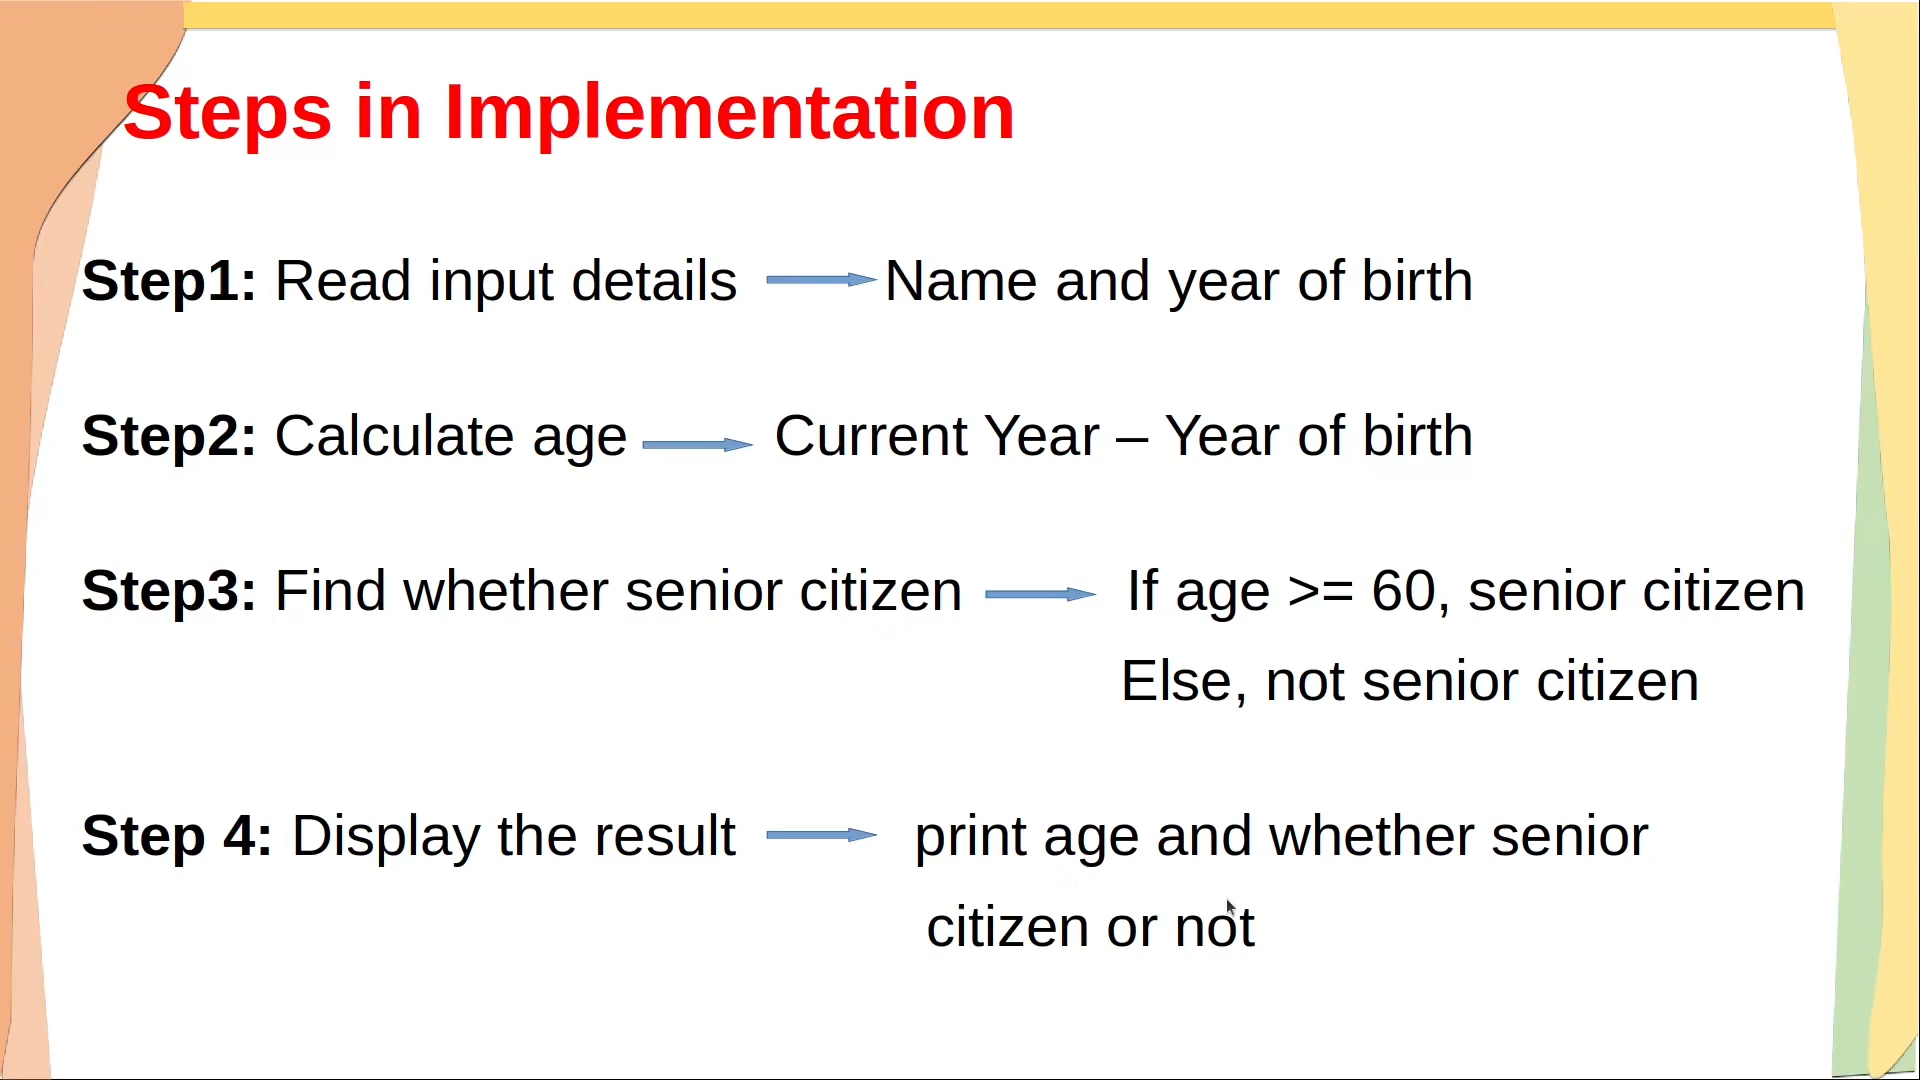 Steps in Implementation
Step1: Read input details Name and year of birth
Step2: Calculate age Current Year – Year of birth
Step3: Find whether senior citizen If age >= 60, senior citizen
Else, not senior citizen
Step 4: Display the result print age and whether senior
citizen or not